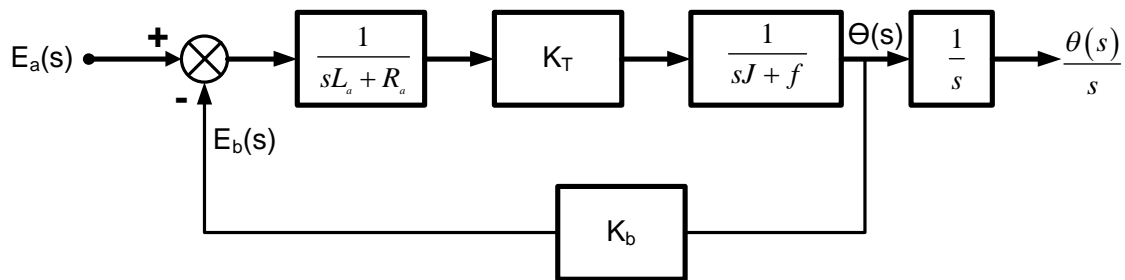 E_a(s)
+
-
E_b(s)
1
sL_a + R_a
K_T
1
sJ + f
Θ(s)
1
s
θ(s)
s
K_b